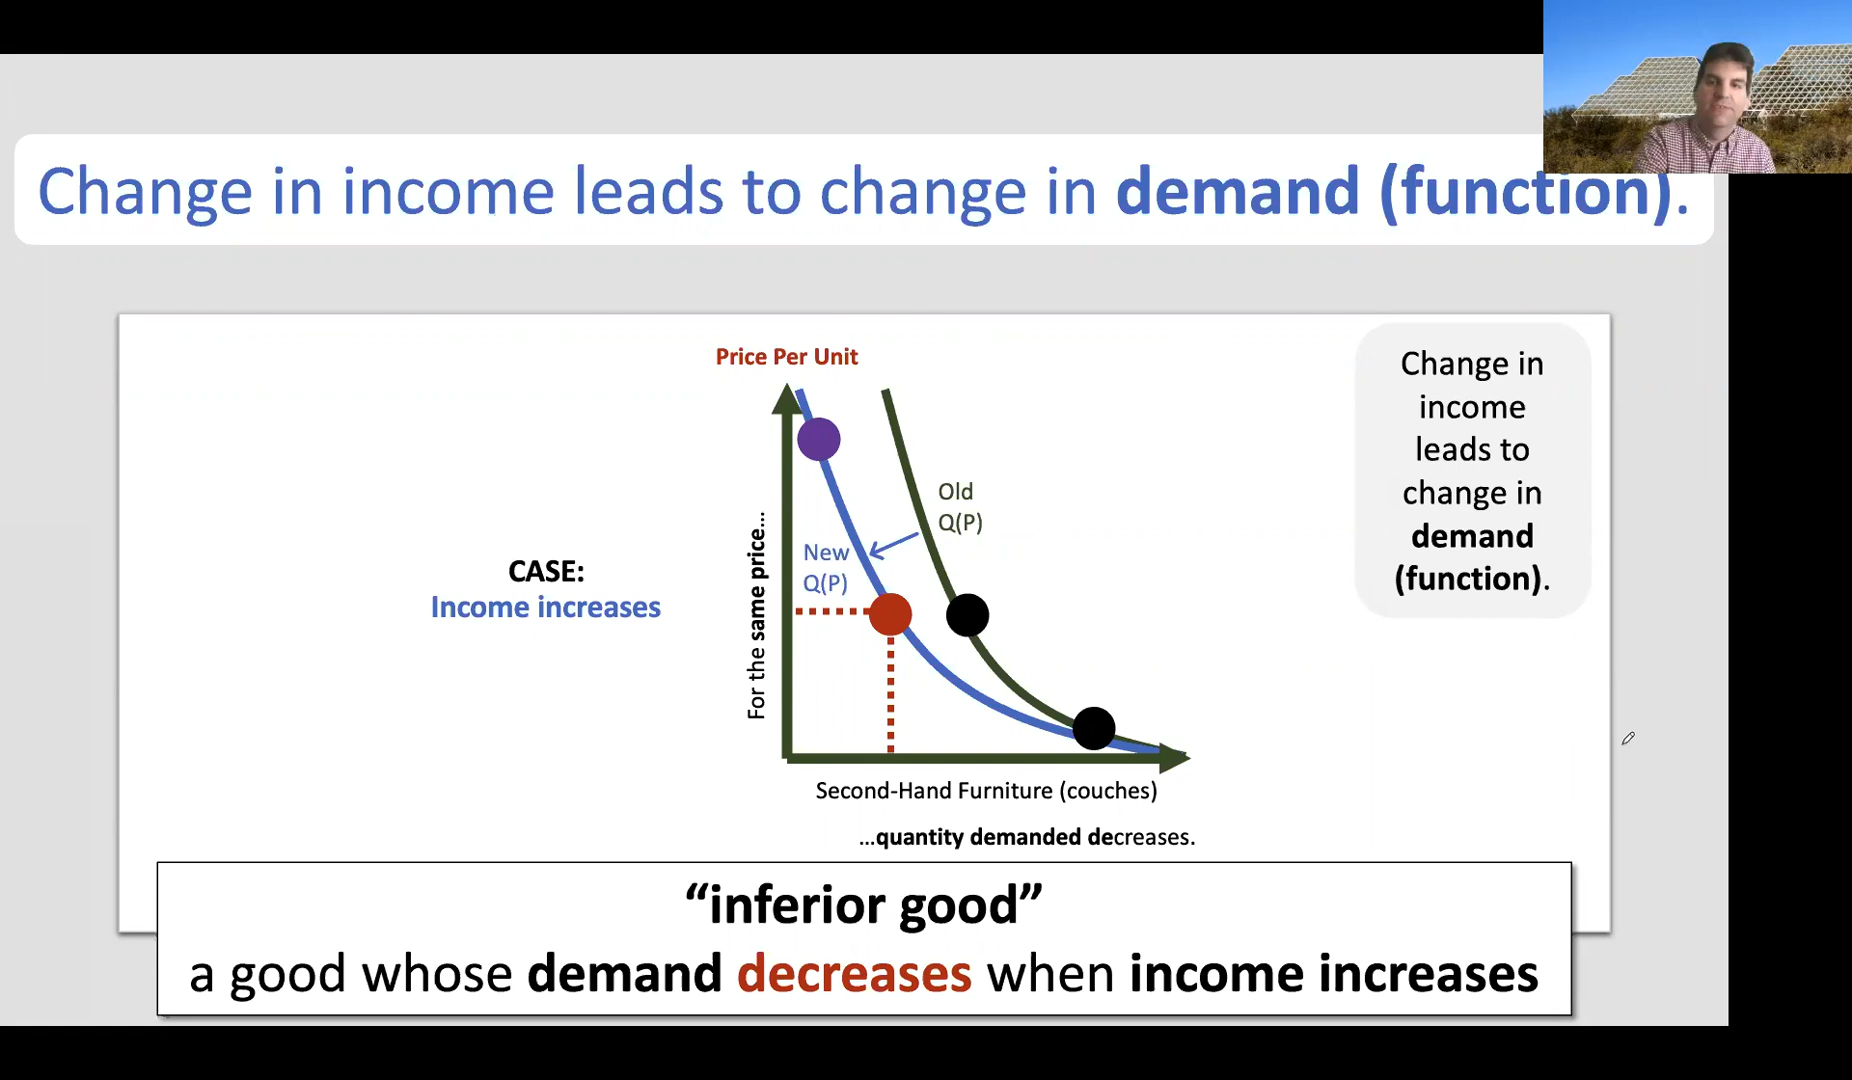 Change in income leads to change in demand (function).
Price Per Unit
Change in
income
leads to
change in
demand
(function).
Old
Q(P)
New
Q(P)
For the same price...
CASE:
Income increases
Second-Hand Furniture (couches)
...quantity demanded decreases.
“inferior good”
a good whose demand decreases when income increases